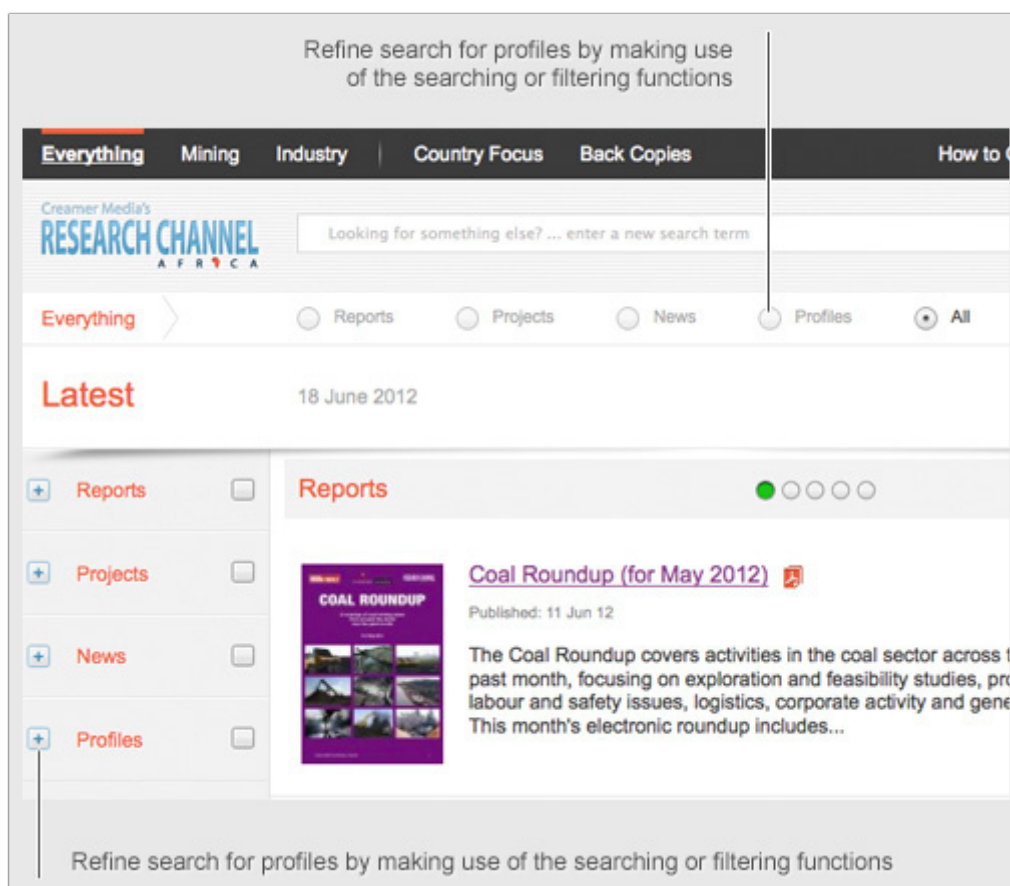 Refine search for profiles by making use
of the searching or filtering functions
Everything Mining Industry | Country Focus Back Copies How to
Creamer Media's
RESEARCH CHANNEL
AFRICA
Looking for something else? ... enter a new search term
Everything Reports Projects News Profiles All
Latest 18 June 2012
Reports Reports
Coal Roundup (for May 2012)
Published: 11 Jun 12
COAL ROUNDUP
Projects
The Coal Roundup covers activities in the coal sector across
News
past month, focusing on exploration and feasibility studies,
labour and safety issues, logistics, corporate activity and
This month's electronic roundup includes...
Profiles
Refine search for profiles by making use of the searching or filtering functions